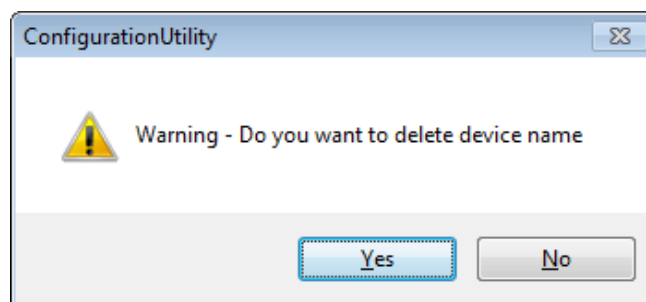 ConfigurationUtility
Warning - Do you want to delete device name
Yes
No